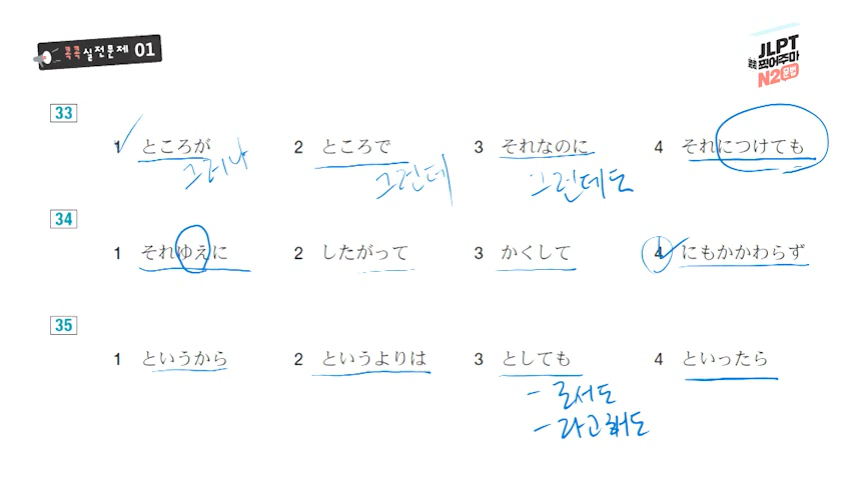 콕콕 실전문제 01
JLPT
콕콕 찍어주마
N2 문법
33
1 ところが 2 ところで 3 それなのに 4 それにつけても
그러나 그런데 그런데도
34
1 それゆえに 2 したがって 3 かくして 4 にもかかわらず
35
1 というから 2 というよりは 3 としても 4 といったら
- 로서도
- 라고해도